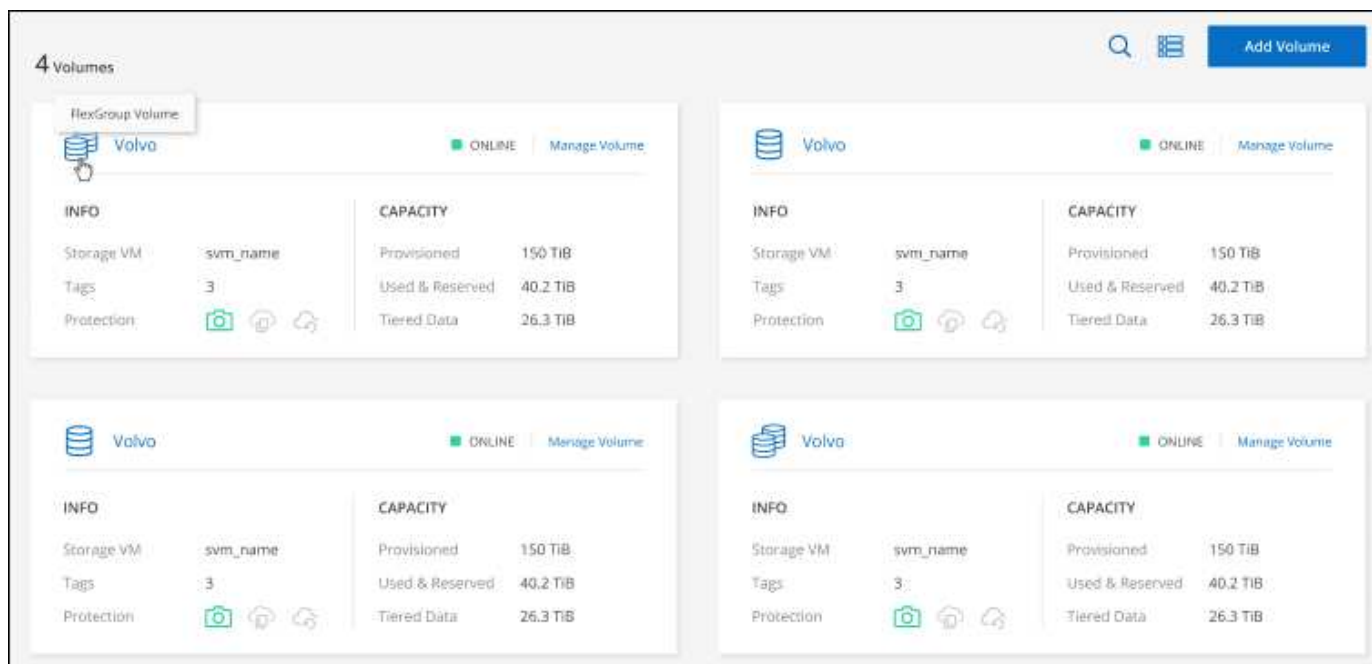 4 Volumes
Add Volume
FlexGroup Volume
Volvo ONLINE Manage Volume
INFO CAPACITY
Storage VM svm_name Provisioned 150 TiB
Tags 3 Used & Reserved 40.2 TiB
Protection Tiered Data 26.3 TiB
Volvo ONLINE Manage Volume
INFO CAPACITY
Storage VM svm_name Provisioned 150 TiB
Tags 3 Used & Reserved 40.2 TiB
Protection Tiered Data 26.3 TiB
Volvo ONLINE Manage Volume
INFO CAPACITY
Storage VM svm_name Provisioned 150 TiB
Tags 3 Used & Reserved 40.2 TiB
Protection Tiered Data 26.3 TiB
Volvo ONLINE Manage Volume
INFO CAPACITY
Storage VM svm_name Provisioned 150 TiB
Tags 3 Used & Reserved 40.2 TiB
Protection Tiered Data 26.3 TiB